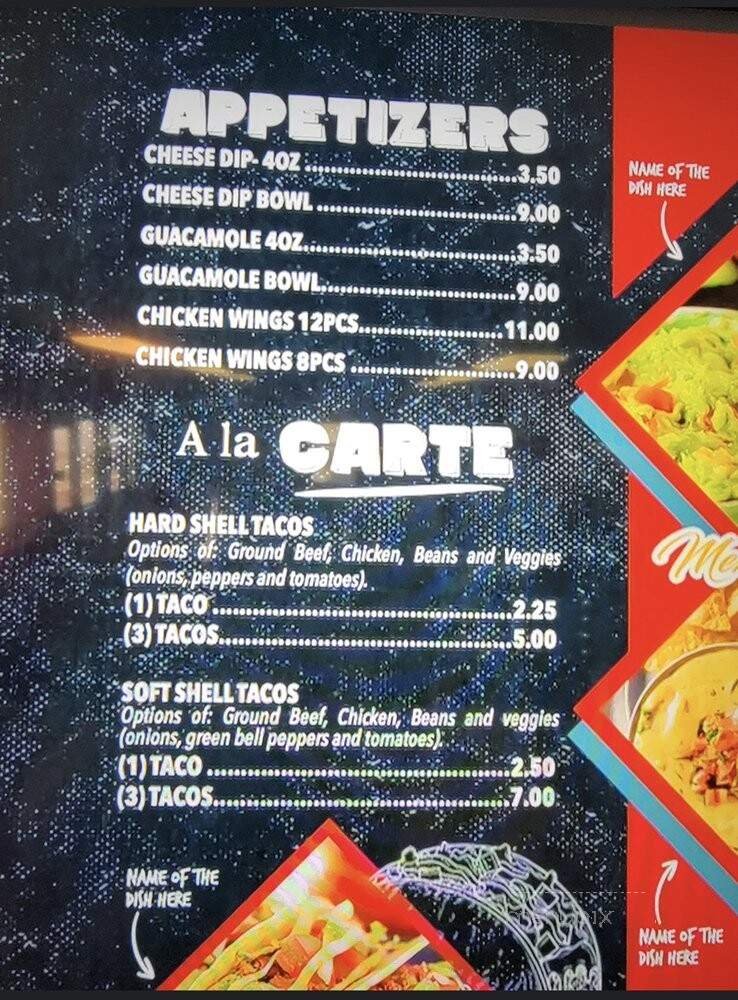 APPETIZERS
CHEESE DIP- 4OZ ........................................3.50
CHEESE DIP BOWL ......................................9.00
GUACAMOLE 4OZ........................................3.50
GUACAMOLE BOWL.....................................9.00
CHICKEN WINGS 12PCS...........................11.00
CHICKEN WINGS 8PCS ..............................9.00
A la CARTE
HARD SHELL TACOS
Options of: Ground Beef, Chicken, Beans and Veggies
(onions, peppers and tomatoes).
(1) TACO ........................................................2.25
(3) TACOS.......................................................5.00
SOFT SHELL TACOS
Options of: Ground Beef, Chicken, Beans and veggies
(onions, green bell peppers and tomatoes).
(1) TACO ........................................................2.50
(3) TACOS.......................................................7.00
NAME OF THE
DISH HERE
NAME OF THE
DISH HERE
NAME OF THE
DISH HERE